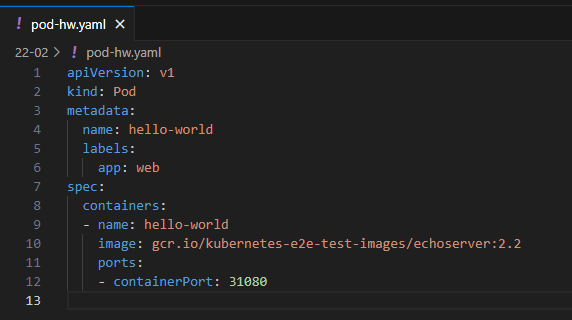 ! pod-hw.yaml ×
22-02 > ! pod-hw.yaml
1 apiVersion: v1
2 kind: Pod
3 metadata:
4   name: hello-world
5   labels:
6     app: web
7 spec:
8   containers:
9   - name: hello-world
10     image: gcr.io/kubernetes-e2e-test-images/echoserver:2.2
11     ports:
12     - containerPort: 31080
13